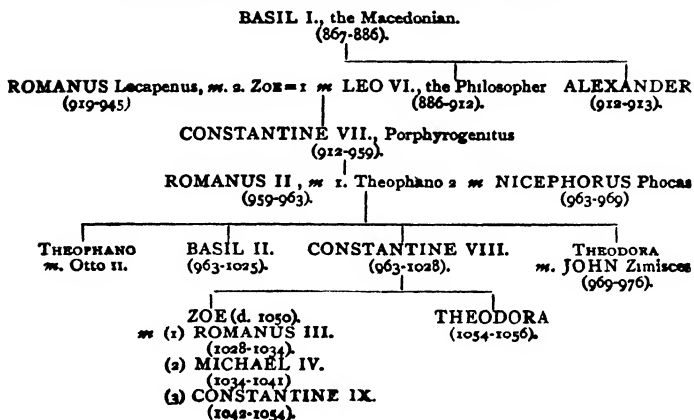 BASIL I., the Macedonian.
(867-886).
ROMANUS Lecapenus, m. 2. ZOE = 1 m LEO VI., the Philosopher ALEXANDER
(919-945) (886-912). (912-913).
CONSTANTINE VII., Porphyrogenitus
(912-959).
ROMANUS II, m 1. Theophano 2 m NICEPHORUS Phocas
(959-963). (963-969)
THEOPHANO BASIL II. CONSTANTINE VIII. THEODORA
m. Otto II. (963-1025). (963-1028). m. JOHN Zimisces
(969-976).
ZOE (d. 1050). THEODORA
m (1) ROMANUS III. (1054-1056).
(1028-1034).
(2) MICHAEL IV.
(1034-1041)
(3) CONSTANTINE IX.
(1042-1054).